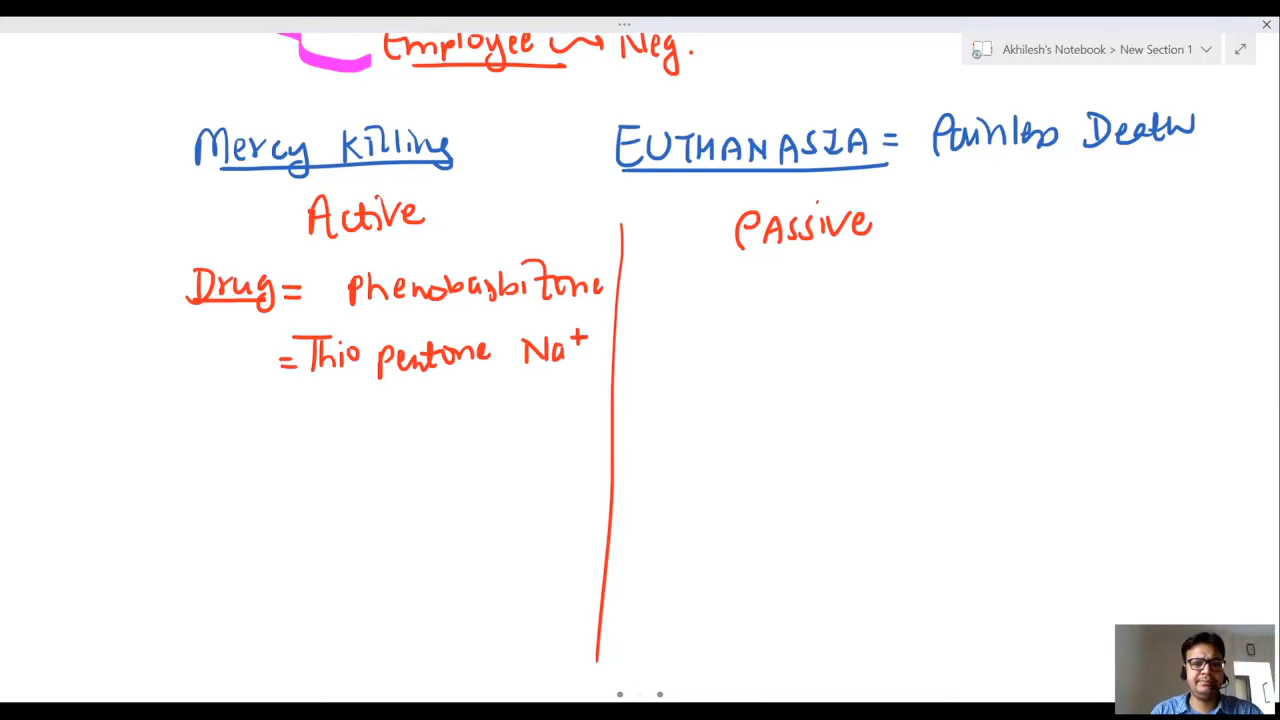 Employee Neg.
Akhilesh's Notebook > New Section 1
Mercy killing
EUTHANASIA = Painless Death
Active
PASSIVE
Drug = Phenobarbitone
= Thio pentone Na+